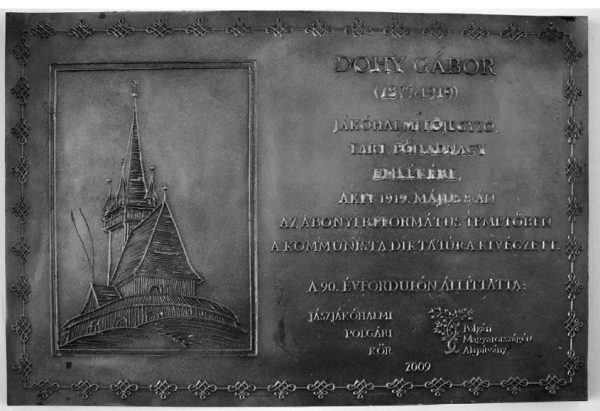 DOHY GÁBOR
(1877-1919)
JÁKÓHALMI FŐJEGYZŐ,
TART. FŐHADNAGY
EMLÉKÉRE,
AKIT 1919. MÁJUS 8-ÁN
AZ ABONYI REFORMÁTUS TEMETŐBEN
A KOMMUNISTA DIKTATÚRA KIVÉGZETT.
A 90. ÉVFORDULÓN ÁLLÍTTATTA:
JÁSZJÁKÓHALMI
POLGÁRI
KÖR
Polgári
Magyarországért
Alapítvány
2009